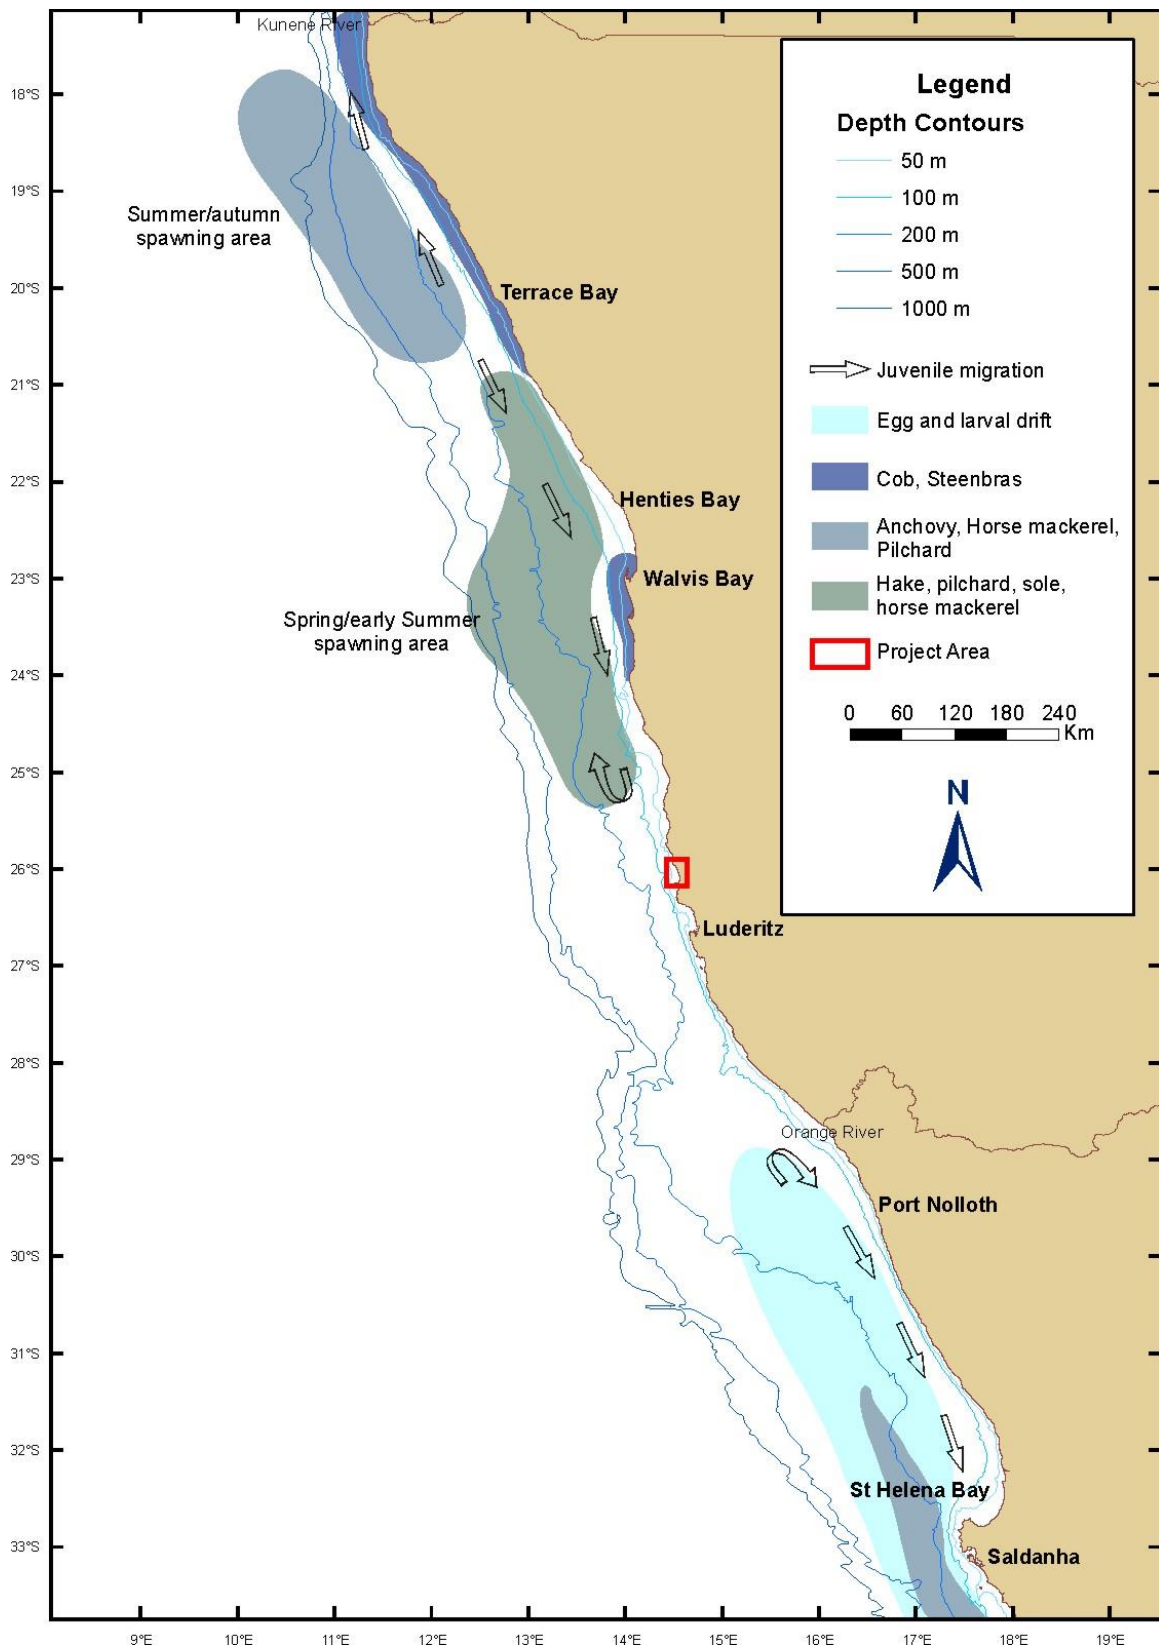 Kunene River
18°S
19°S
20°S
21°S
22°S
23°S
24°S
25°S
26°S
27°S
28°S
29°S
30°S
31°S
32°S
33°S
Summer/autumn
spawning area
Terrace Bay
Henties Bay
Walvis Bay
Spring/early Summer
spawning area
Luderitz
Orange River
Port Nolloth
St Helena Bay
Saldanha
Legend
Depth Contours
50 m
100 m
200 m
500 m
1000 m
Juvenile migration
Egg and larval drift
Cob, Steenbras
Anchovy, Horse mackerel,
Pilchard
Hake, pilchard, sole,
horse mackerel
Project Area
0 60 120 180 240
Km
N
9°E 10°E 11°E 12°E 13°E 14°E 15°E 16°E 17°E 18°E 19°E